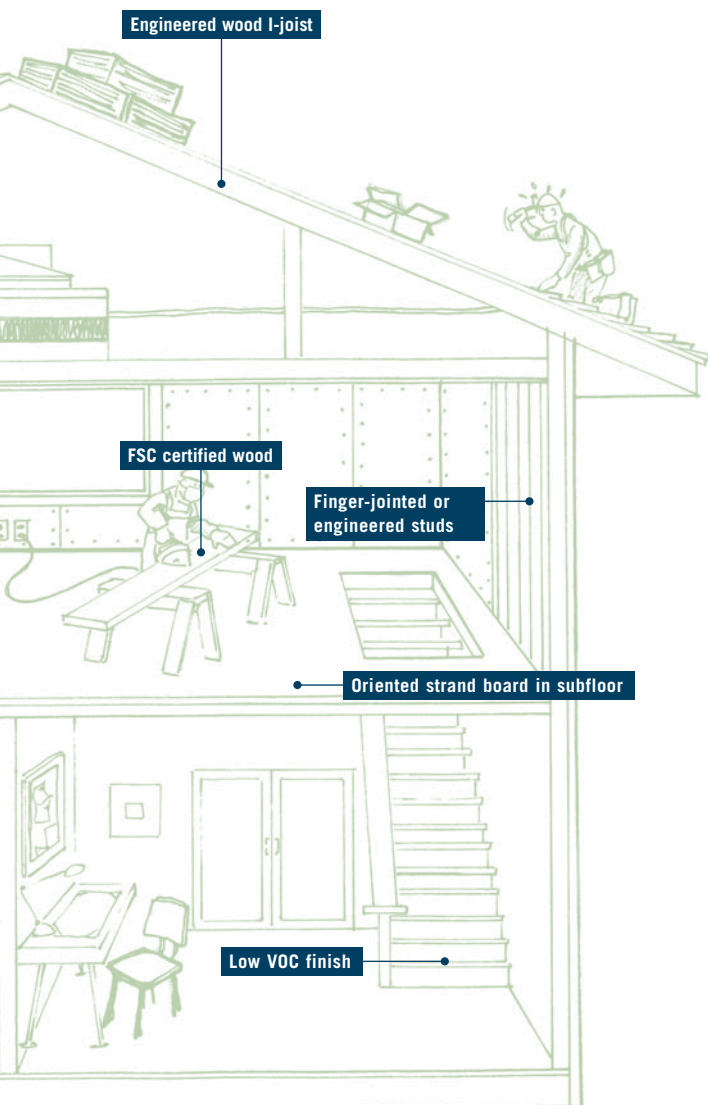 Engineered wood I-joist
FSC certified wood
Finger-jointed or
engineered studs
Oriented strand board in subfloor
Low VOC finish